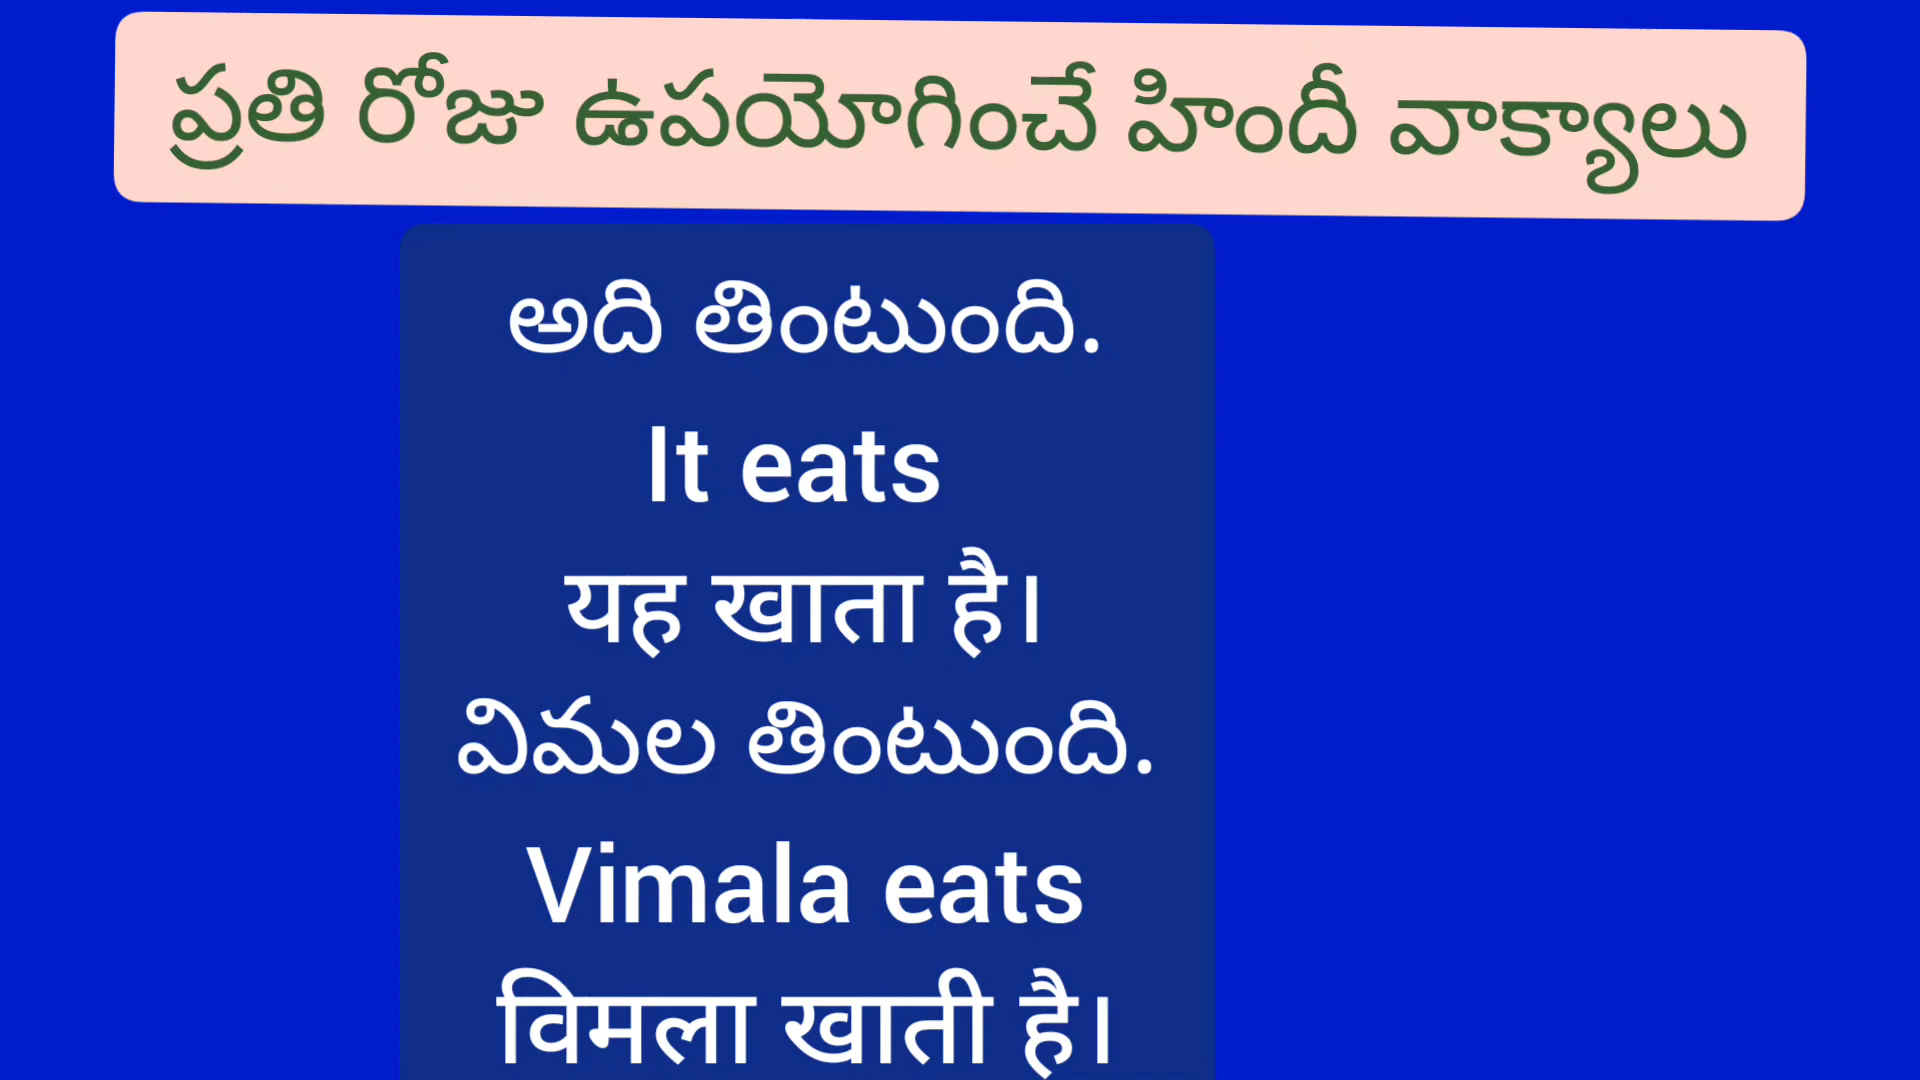 ప్రతి రోజు ఉపయోగించే హిందీ వాక్యాలు
అది తింటుంది.
It eats
यह खाता है।
విమల తింటుంది.
Vimala eats
विमला खाती है।